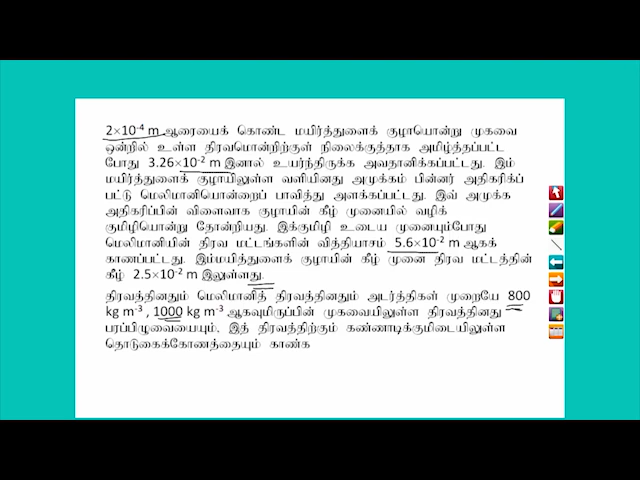 2×10-4 m ஆரையைக் கொண்ட மயிர்த்துளைக் குழாயொன்று முகவை
ஒன்றில் உள்ள திரவமொன்றிற்குள் நிலைக்குத்தாக அமிழ்த்தப்பட்ட
போது 3.26×10-2 m இனால் உயர்ந்திருக்க அவதானிக்கப்பட்டது. இம்
மயிர்த்துளைக் குழாயிலுள்ள வளியினது அமுக்கம் பின்னர் அதிகரிக்ப்
பட்டு மெலிமானியொன்றைப் பாவித்து அளக்கப்பட்டது. இவ் அமுக்க
அதிகரிப்பின் விளைவாக குழாயின் கீழ் முனையில் வழிக்
குமிழியொன்று தோன்றியது. இக்குமிழி உடைய முனையும்போது
மெலிமானியின் திரவ மட்டங்களின் வித்தியாசம் 5.6×10-2 m ஆகக்
காணப்பட்டது. இம்மயித்துளைக் குழாயின் கீழ் முனை திரவ மட்டத்தின்
கீழ் 2.5×10-2 m இலுள்ளது.
திரவத்தினதும் மெலிமானித் திரவத்தினதும் அடர்த்திகள் முறையே 800
kg m-3 , 1000 kg m-3 ஆகவுமிருப்பின் முகவையிலுள்ள திரவத்தினது
பரப்பிழுவையையும், இத் திரவத்திற்கும் கண்ணாடிக்குமிடையிலுள்ள
தொடுகைக்கோணத்தையும் காண்க